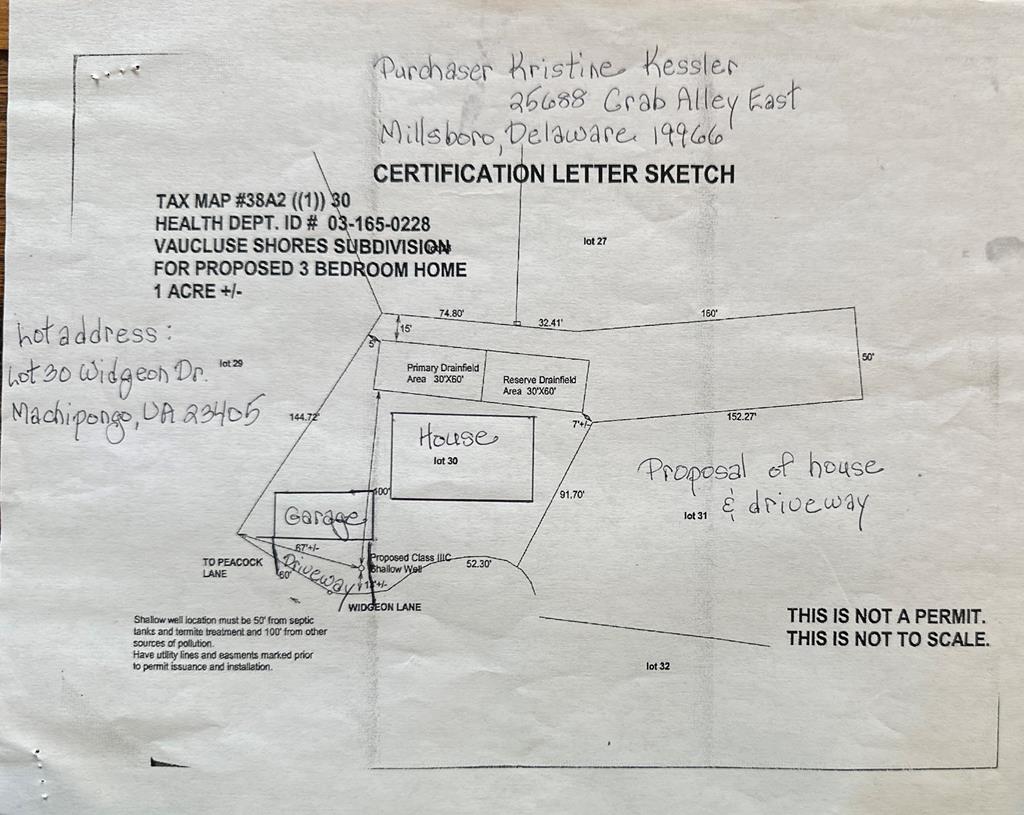 Purchaser Kristine Kessler
25688 Crab Alley East
Millsboro, Delaware 19966
CERTIFICATION LETTER SKETCH
TAX MAP #38A2 ((1)) 30
HEALTH DEPT. ID # 03-165-0228
VAUCLUSE SHORES SUBDIVISION
FOR PROPOSED 3 BEDROOM HOME
1 ACRE +/-
lot 27
Lot address:
Lot 30 Widgeon Dr.
Machipongo, VA 23405
lot 29
74.80'
32.41'
160'
15'
5'
50'
Primary Drainfield
Area 30'X60'
Reserve Drainfield
Area 30'X60'
144.72'
7'+/-
152.27'
House
lot 30
Proposal of house
& driveway
lot 31
91.70'
100'
Garage
67'+/-
TO PEACOCK
LANE
Driveway
60'
Proposed Class IIIC
Shallow Well
52.30'
WIDGEON LANE
Shallow well location must be 50' from septic
tanks and termite treatment and 100' from other
sources of pollution.
Have utility lines and easments marked prior
to permit issuance and installation.
THIS IS NOT A PERMIT.
THIS IS NOT TO SCALE.
lot 32